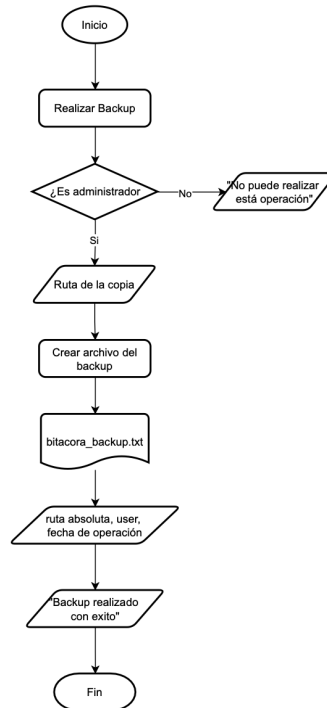 Inicio
Realizar Backup
¿Es administrador
No
"No puede realizar
está operación"
Si
Ruta de la copia
Crear archivo del
backup
bitacora_backup.txt
ruta absoluta, user,
fecha de operación
"Backup realizado
con exito"
Fin